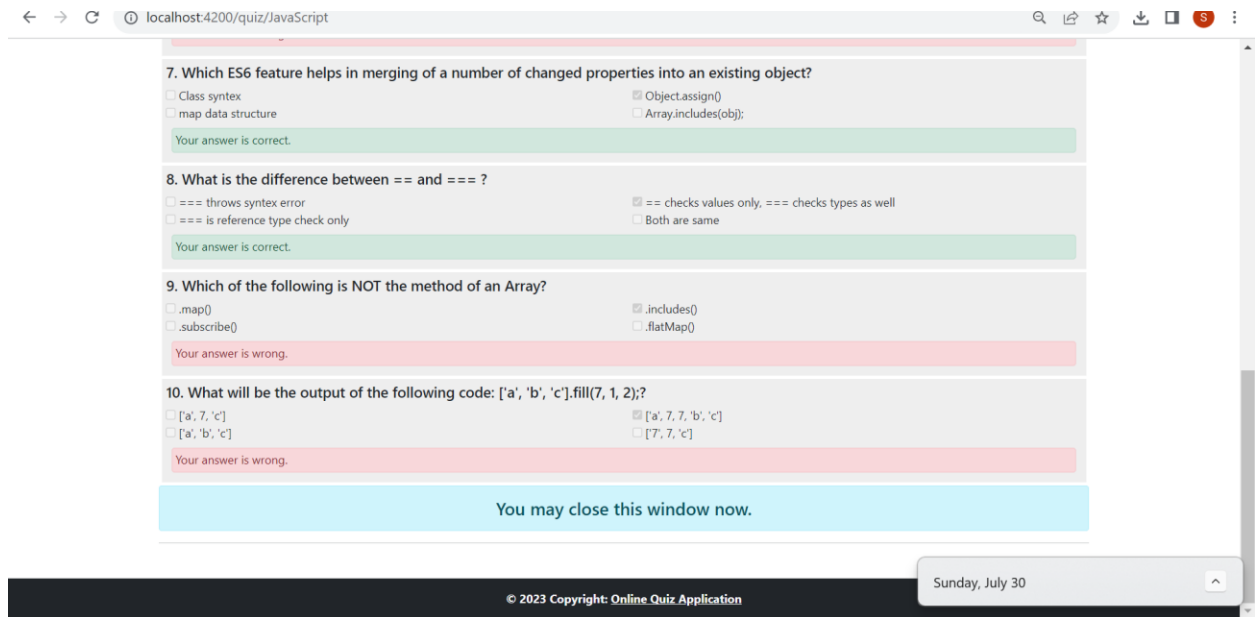 localhost:4200/quiz/JavaScript
S
7. Which ES6 feature helps in merging of a number of changed properties into an existing object?
Class syntex
Object.assign()
map data structure
Array.includes(obj);
Your answer is correct.
8. What is the difference between == and === ?
=== throws syntex error
== checks values only, === checks types as well
=== is reference type check only
Both are same
Your answer is correct.
9. Which of the following is NOT the method of an Array?
.map()
.includes()
.subscribe()
.flatMap()
Your answer is wrong.
10. What will be the output of the following code: ['a', 'b', 'c'].fill(7, 1, 2);?
['a', 7, 'c']
['a', 7, 7, 'b', 'c']
['a', 'b', 'c']
['7', 7, 'c']
Your answer is wrong.
You may close this window now.
Sunday, July 30
© 2023 Copyright: Online Quiz Application